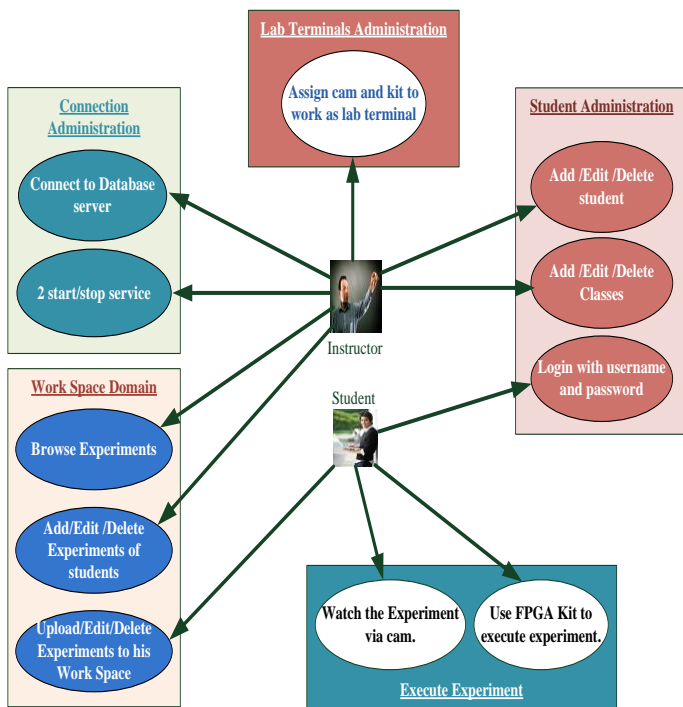 Lab Terminals Administration
Assign cam and kit to
work as lab terminal
Connection
Administration
Connect to Database
server
2 start/stop service
Student Administration
Add /Edit /Delete
student
Add /Edit /Delete
Classes
Login with username
and password
Instructor
Student
Work Space Domain
Browse Experiments
Add/Edit /Delete
Experiments of
students
Upload/Edit/Delete
Experiments to his
Work Space
Watch the Experiment
via cam.
Use FPGA Kit to
execute experiment.
Execute Experiment